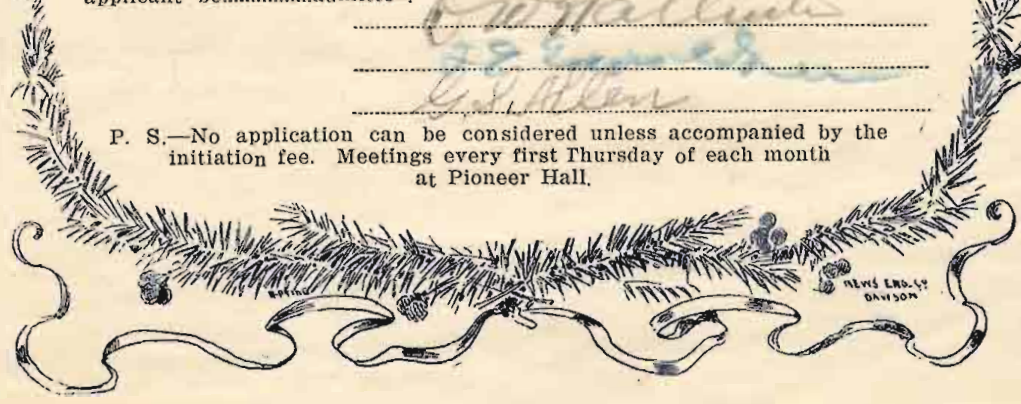 applicant
G. S. Allen
P. S.—No application can be considered unless accompanied by the
initiation fee. Meetings every first Thursday of each month
at Pioneer Hall.
NEWS ENG. Co
DAWSON